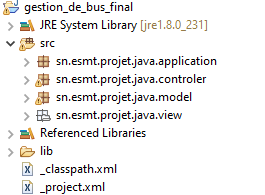 gestion_de_bus_final
JRE System Library [jre1.8.0_231]
src
sn.esmt.projet.java.application
sn.esmt.projet.java.controler
sn.esmt.projet.java.model
sn.esmt.projet.java.view
Referenced Libraries
lib
_classpath.xml
_project.xml